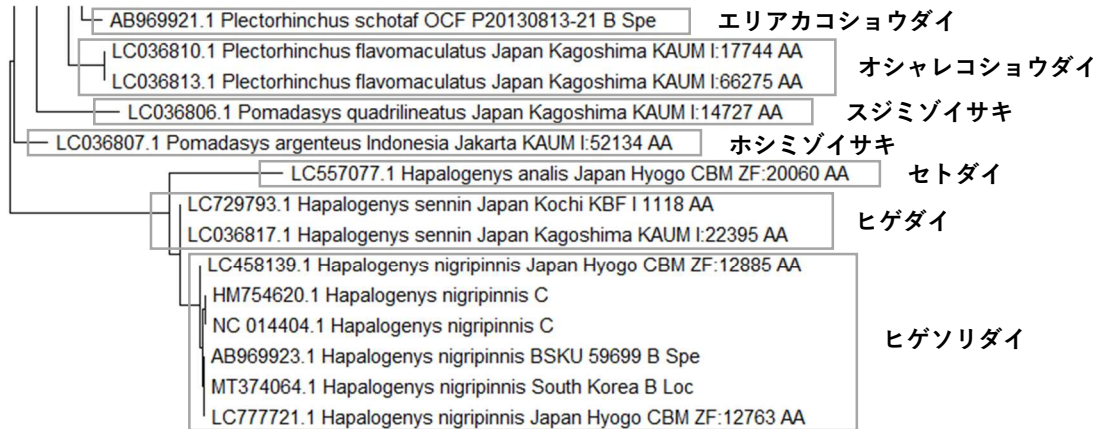 AB969921.1 Plectorhinchus schotaf OCF P20130813-21 B Spe エリアカコショウダイ
LC036810.1 Plectorhinchus flavomaculatus Japan Kagoshima KAUM I:17744 AA
オシャレコショウダイ
LC036813.1 Plectorhinchus flavomaculatus Japan Kagoshima KAUM I:66275 AA
LC036806.1 Pomadasys quadrilineatus Japan Kagoshima KAUM I:14727 AA スジミゾイサキ
LC036807.1 Pomadasys argenteus Indonesia Jakarta KAUM I:52134 AA ホシミゾイサキ
LC557077.1 Hapalogenys analis Japan Hyogo CBM ZF:20060 AA セトダイ
LC729793.1 Hapalogenys sennin Japan Kochi KBF I 1118 AA
ヒゲダイ
LC036817.1 Hapalogenys sennin Japan Kagoshima KAUM I:22395 AA
LC458139.1 Hapalogenys nigripinnis Japan Hyogo CBM ZF:12885 AA
HM754620.1 Hapalogenys nigripinnis C
NC 014404.1 Hapalogenys nigripinnis C
ヒゲソリダイ
AB969923.1 Hapalogenys nigripinnis BSKU 59699 B Spe
MT374064.1 Hapalogenys nigripinnis South Korea B Loc
LC777721.1 Hapalogenys nigripinnis Japan Hyogo CBM ZF:12763 AA